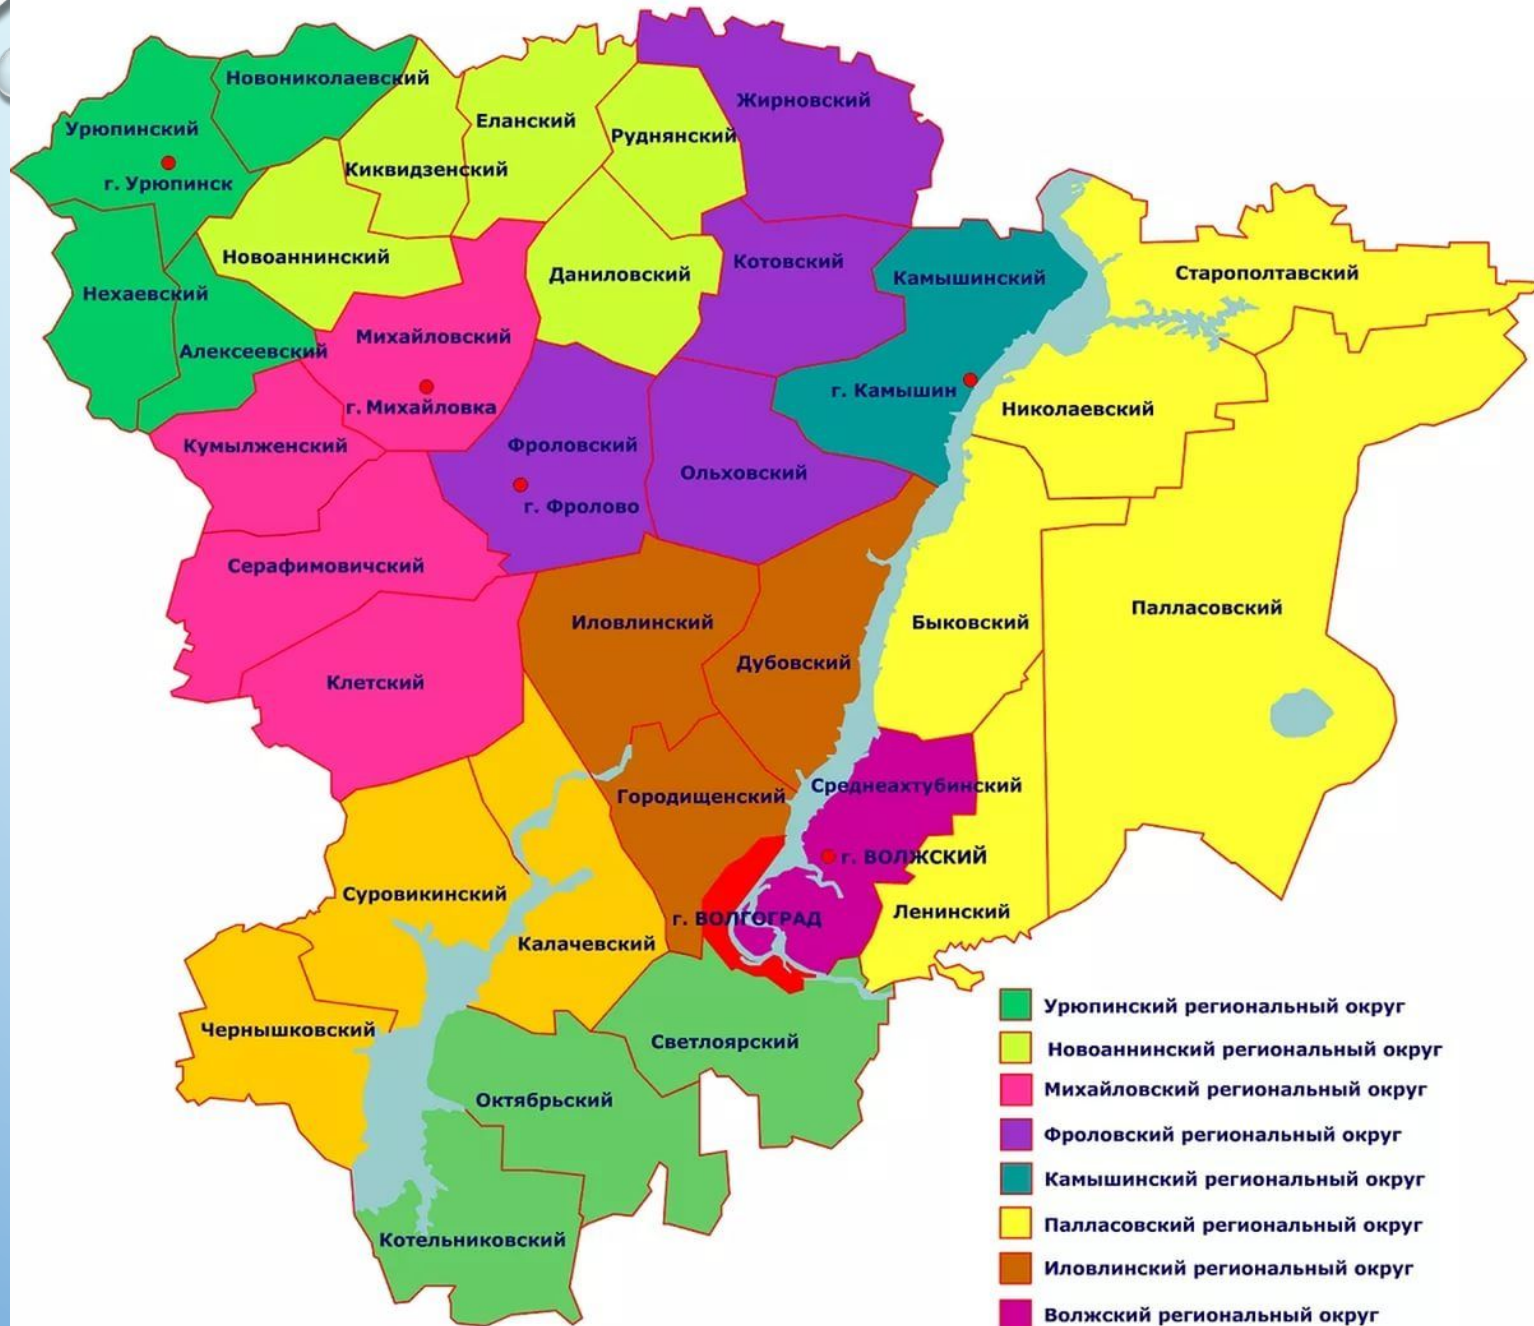 Новониколаевский
Урюпинский
г. Урюпинск
Киквидзенский
Еланский
Руднянский
Жирновский
Нехаевский
Новоаннинский
Даниловский
Котовский
Камышинский
Старополтавский
Алексеевский
Михайловский
г. Михайловка
г. Камышин
Николаевский
Кумылженский
Фроловский
г. Фролово
Ольховский
Серафимовичский
Иловлинский
Дубовский
Быковский
Палласовский
Клетский
Городищенский
Среднеахтубинский
г. ВОЛЖСКИЙ
Суровикинский
Калачевский
г. ВОЛГОГРАД
Ленинский
Чернышковский
Светлоярский
Октябрьский
Котельниковский
Урюпинский региональный округ
Новоаннинский региональный округ
Михайловский региональный округ
Фроловский региональный округ
Камышинский региональный округ
Палласовский региональный округ
Иловлинский региональный округ
Волжский региональный округ